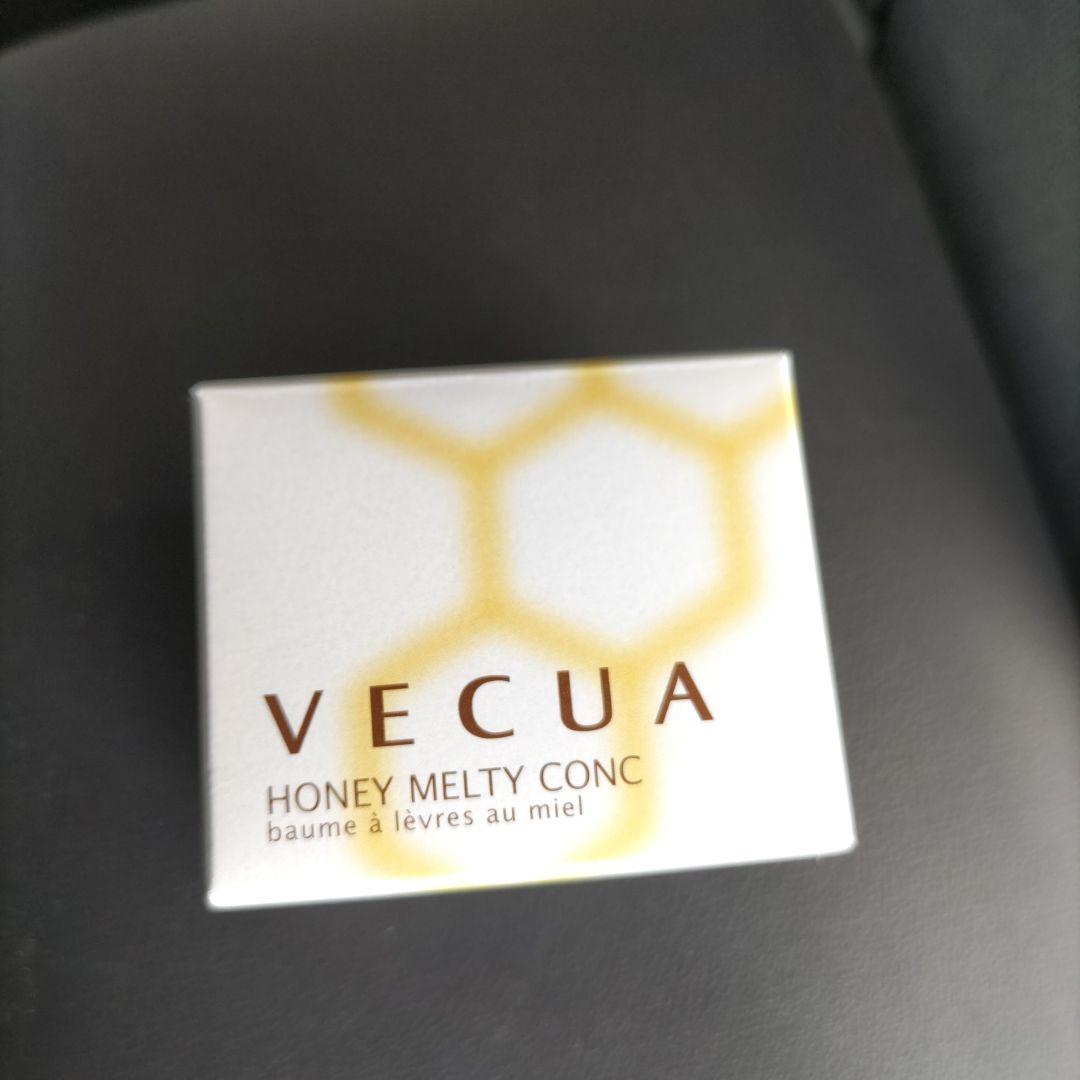 VECUA
HONEY MELTY CONC
baume à lèvres au miel